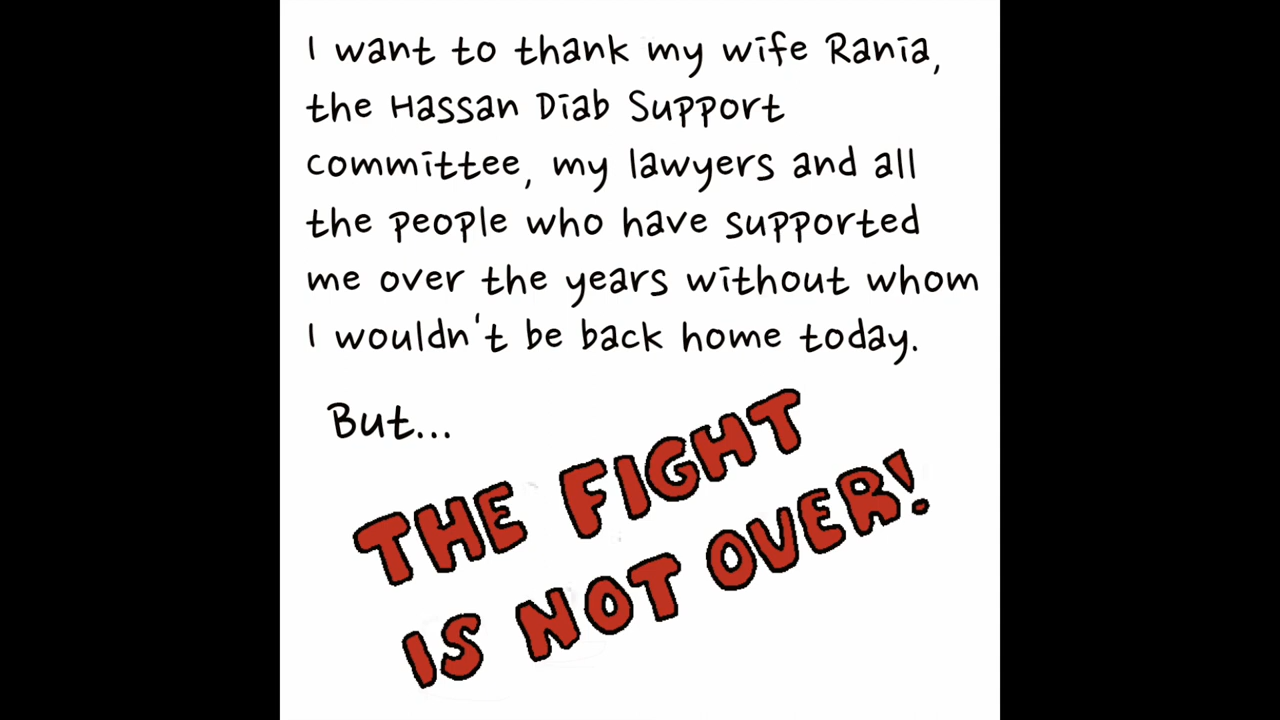 I want to thank my wife Rania,
the Hassan Diab Support
committee, my lawyers and all
the people who have supported
me over the years without whom
I wouldn't be back home today.
But...
THE FIGHT
IS NOT OVER!